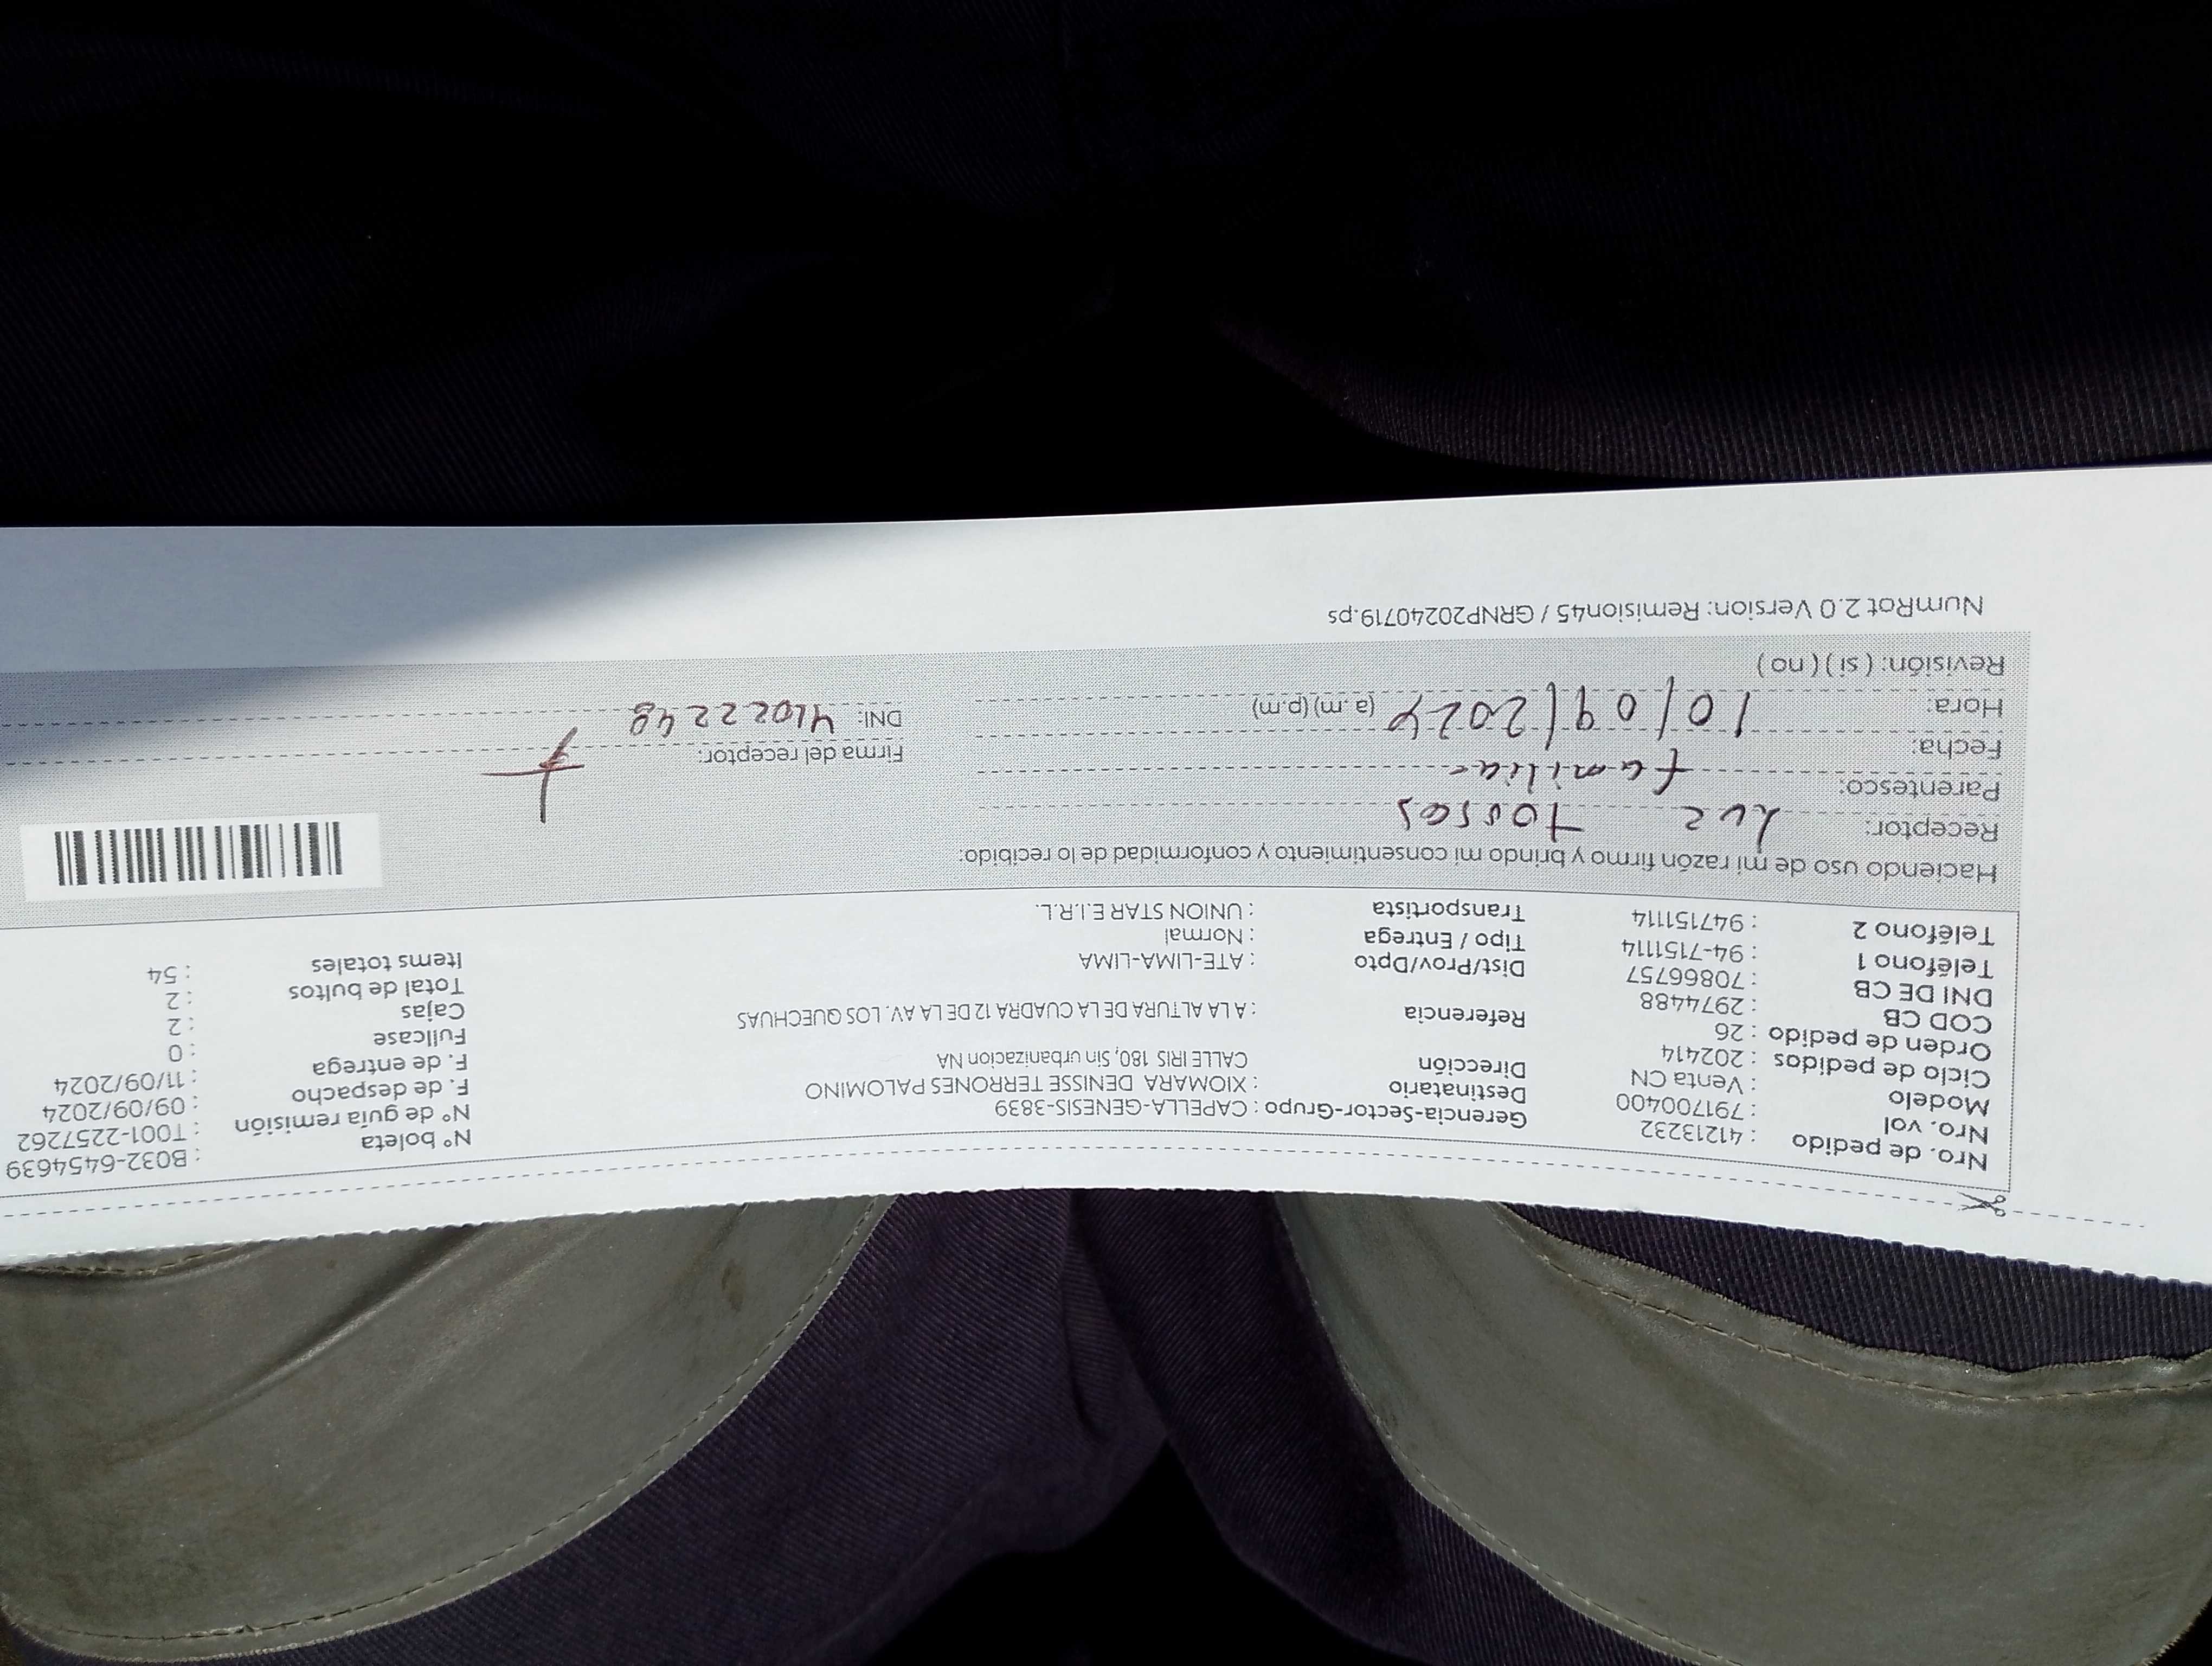 Nro. de pedido : 41213232
Nro. vol : 791700400
Modelo : Venta CN
Ciclo de pedidos : 202414
Orden de pedido : 26
COD CB : 2974488
DNI DE CB : 70866757
Teléfono 1 : 94-7151114
Teléfono 2 : 947151114
Gerencia-Sector-Grupo : CAPELLA-GENESIS-3839
Destinatario : XIOMARA DENISSE TERRONES PALOMINO
Dirección CALLE IRIS 180, Sin urbanizacion NA
Referencia : A LA ALTURA DE LA CUADRA 12 DE LA AV. LOS QUECHUAS
Dist/Prov/Dpto : ATE-LIMA-LIMA
Tipo / Entrega : Normal
Transportista : UNION STAR E.I.R.L.
N° boleta : B032-6454639
N° de guía remisión : T001-2257262
F. de despacho : 09/09/2024
F. de entrega : 11/09/2024
Fullcase : 0
Cajas : 2
Total de bultos : 2
Items totales : 54
Haciendo uso de mi razón firmo y brindo mi consentimiento y conformidad de lo recibido:
Receptor: Luz
Parentesco: familiar
Fecha: 10/09/2024
Hora: (a.m) (p.m)
Revisión: ( si ) ( no )
Firma del receptor:
DNI: 41022248
NumRot 2.0 Version: Remision45 / GRNP20240719.ps